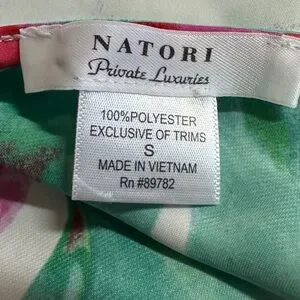 NATORI
Private Luxuries
100%POLYESTER
EXCLUSIVE OF TRIMS
S
MADE IN VIETNAM
Rn #89782